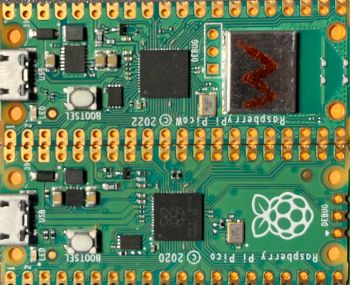 DEBUG
USB
BOOTSEL
Raspberry Pi PicoW © 2022
USB
BOOTSEL
Raspberry Pi Pico © 2020
DEBUG